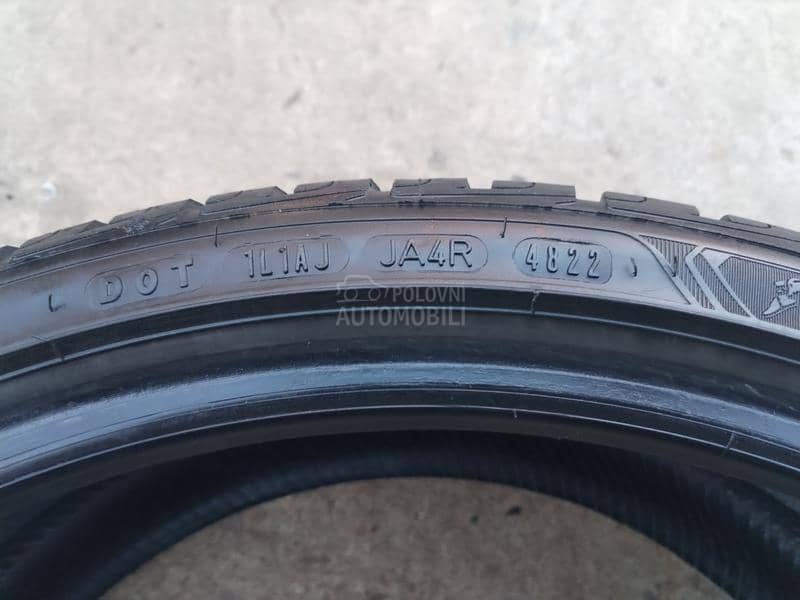 DOT 1L1AJ JA4R 4822
POLOVNI
AUTOMOBILI